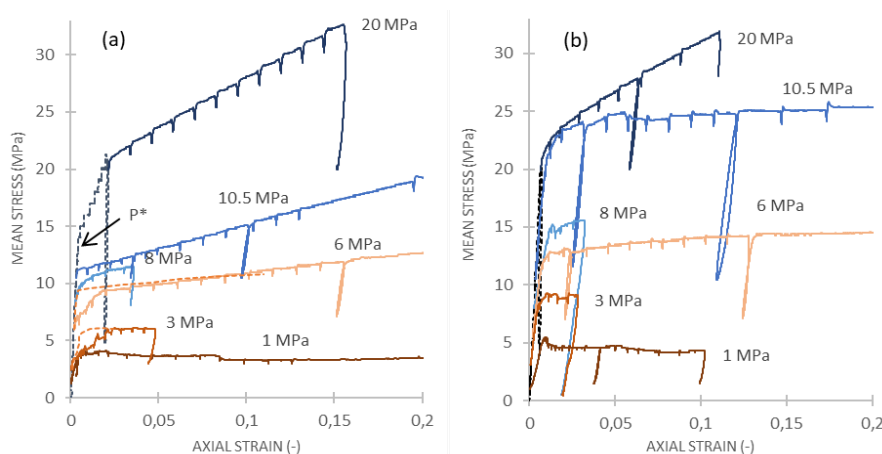 (a)
20 MPa
P*
10.5 MPa
8 MPa
6 MPa
3 MPa
1 MPa
30
25
20
15
10
5
0
0
0,05
0,1
0,15
0,2
MEAN STRESS (MPa)
AXIAL STRAIN (-)
(b)
20 MPa
10.5 MPa
8 MPa
6 MPa
3 MPa
1 MPa
30
25
20
15
10
5
0
0
0,05
0,1
0,15
0,2
MEAN STRESS (MPa)
AXIAL STRAIN (-)